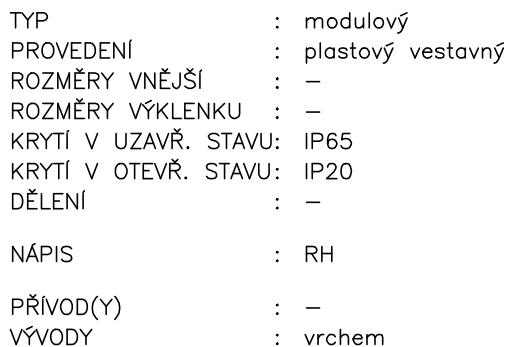 TYP : modulový
PROVEDENÍ : plastový vestavný
ROZMĚRY VNĚJŠÍ : –
ROZMĚRY VÝKLENKU : –
KRYTÍ V UZAVŘ. STAVU: IP65
KRYTÍ V OTEVŘ. STAVU: IP20
DĚLENÍ : –
NÁPIS : RH
PŘÍVOD(Y) : –
VÝVODY : vrchem